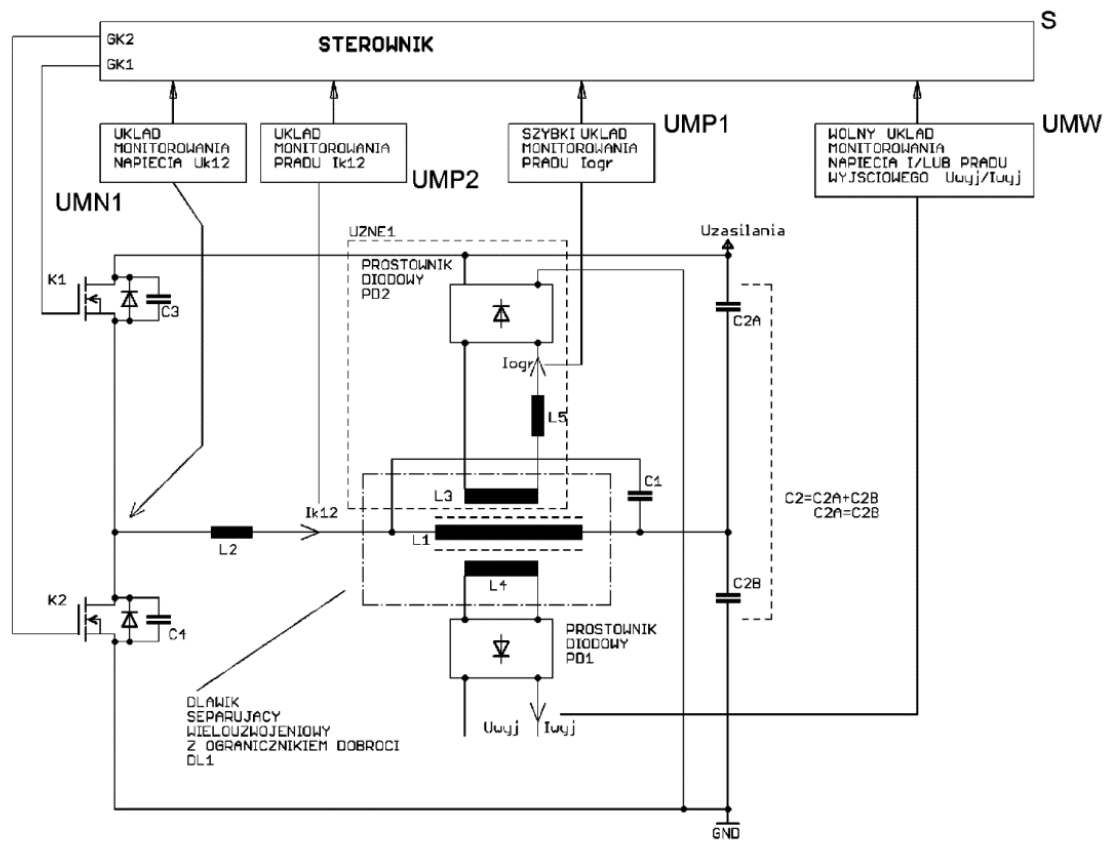 S
GK2
GK1
STEROWNIK
UKLAD
MONITOROWANIA
NAPIECIA Uk12
UKLAD
MONITOROWANIA
PRADU Ik12
SZYBKI UKLAD
MONITOROWANIA
PRADU Iogr
WOLNY UKLAD
MONITOROWANIA
NAPIECIA I/LUB PRADU
WYJSCIOWEGO Uwyj/Iwyj
UMP1
UMW
UMN1
UMP2
UZNE1
Uzasilania
PROSTOWNIK
DIODOWY
PD2
K1
C3
C2A
Iogr
L5
L3
C1
C2=C2A+C2B
C2A=C2B
Ik12
L1
L2
L4
C2B
K2
C4
PROSTOWNIK
DIODOWY
PD1
DLAWIK
SEPARUJACY
WIELOUZWOJENIOWY
Z OGRANICZNIKIEM DOBROCI
DL1
Uwyj
Iwyj
GND